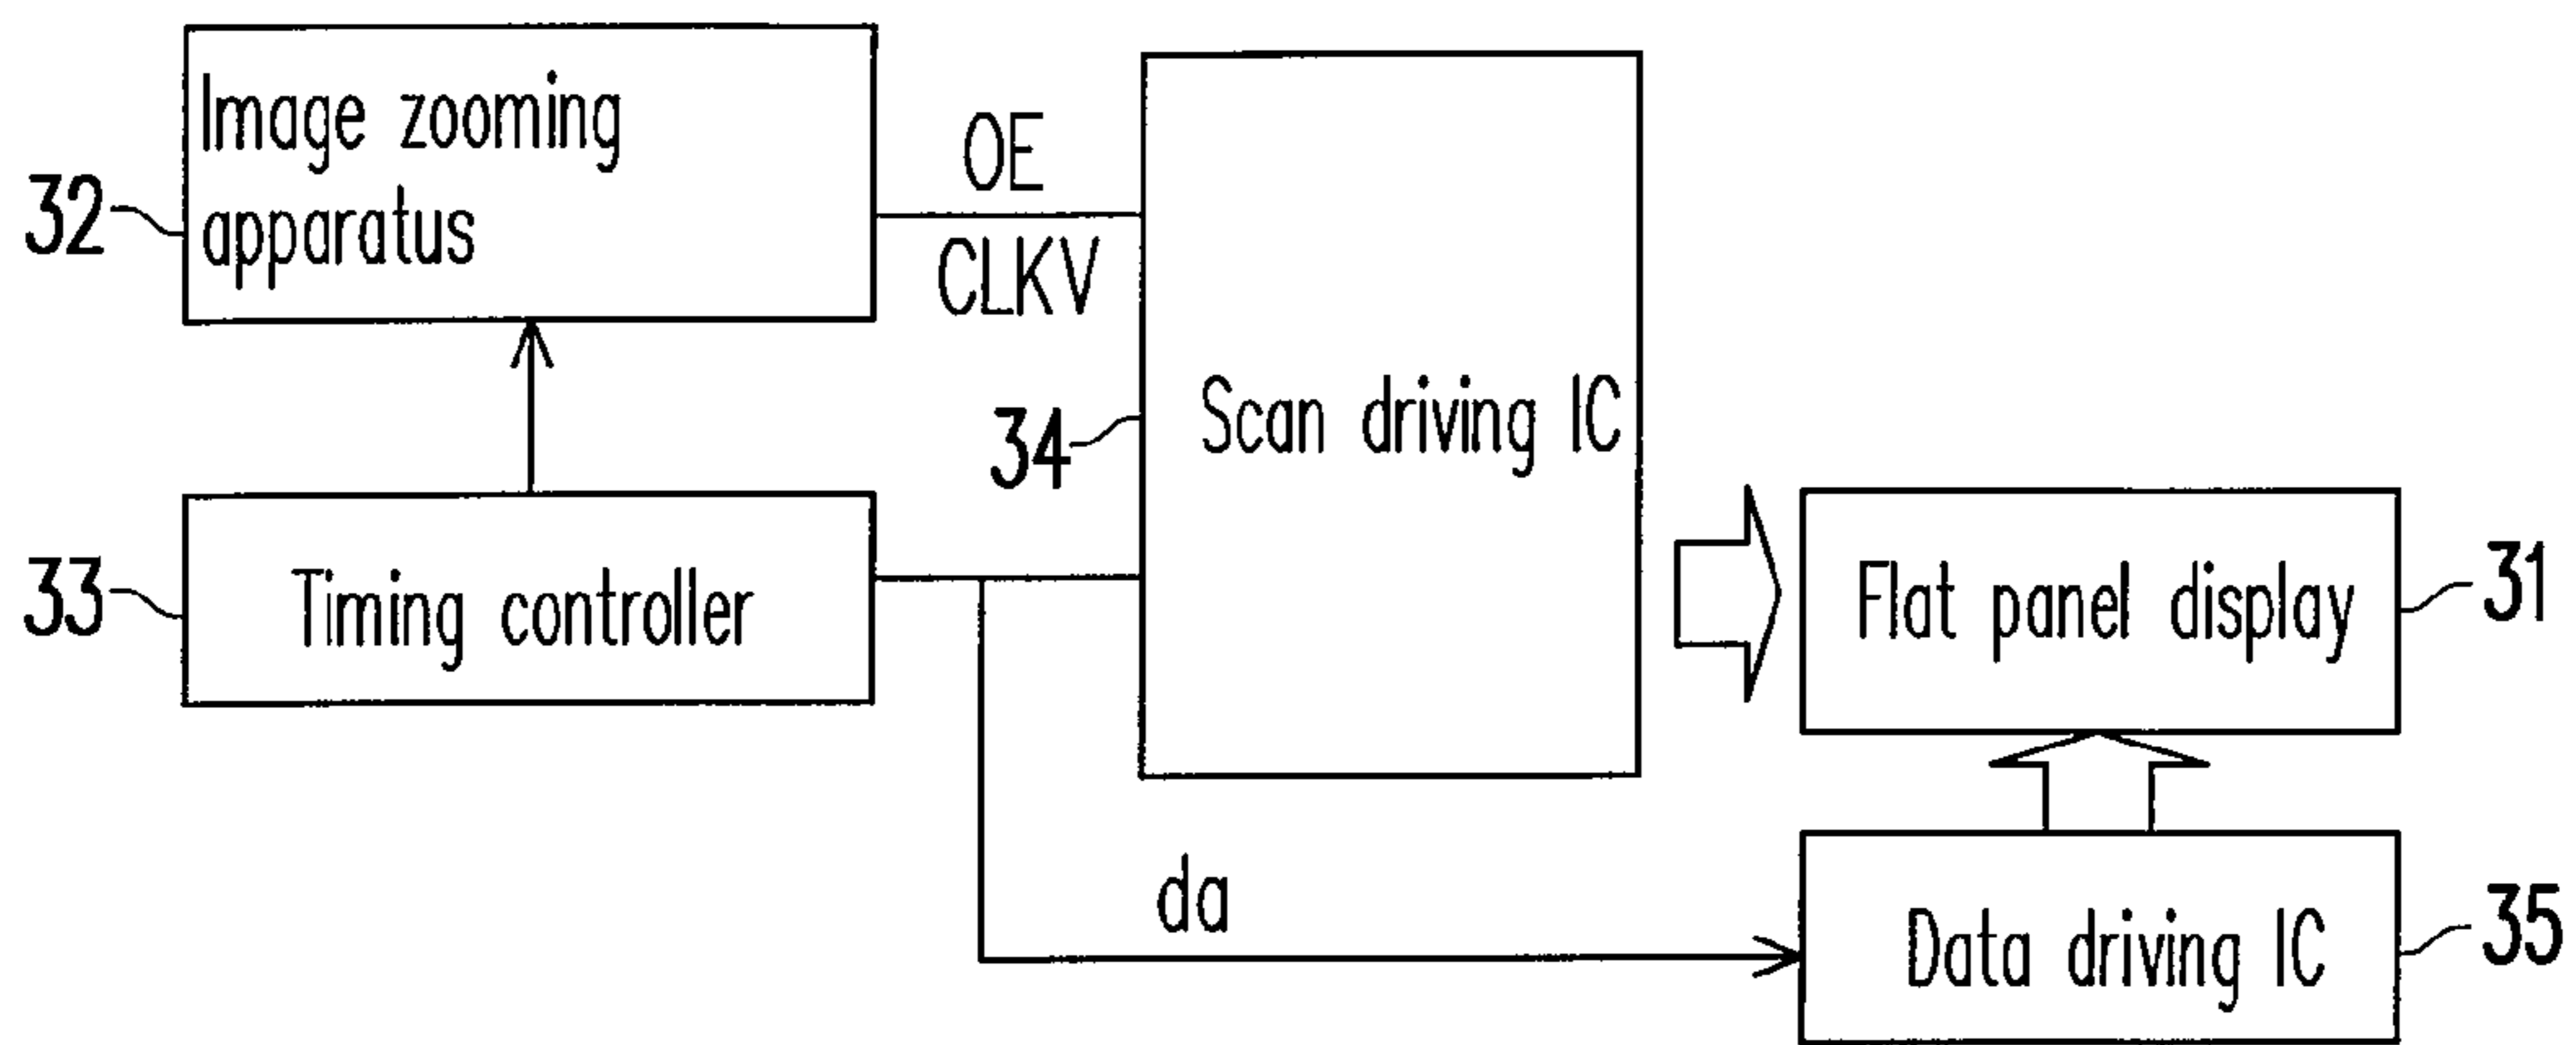 Image zooming
apparatus
32
OE
CLKV
34
Scan driving IC
33
Timing controller
Flat panel display
31
da
Data driving IC
35